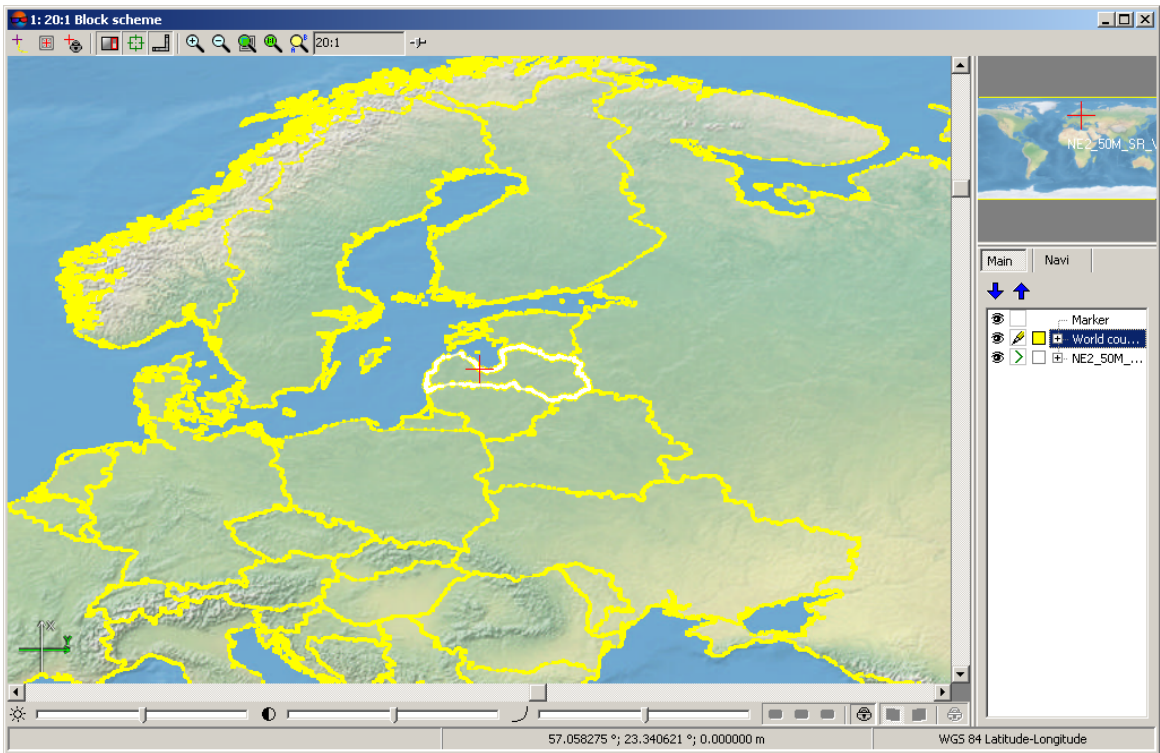 1: 20:1 Block scheme
20:1
NE2_50M_SR_
Main
Navi
Marker
World cou...
NE2_50M_...
X
Y
57.058275 °; 23.340621 °; 0.000000 m
WGS 84 Latitude-Longitude